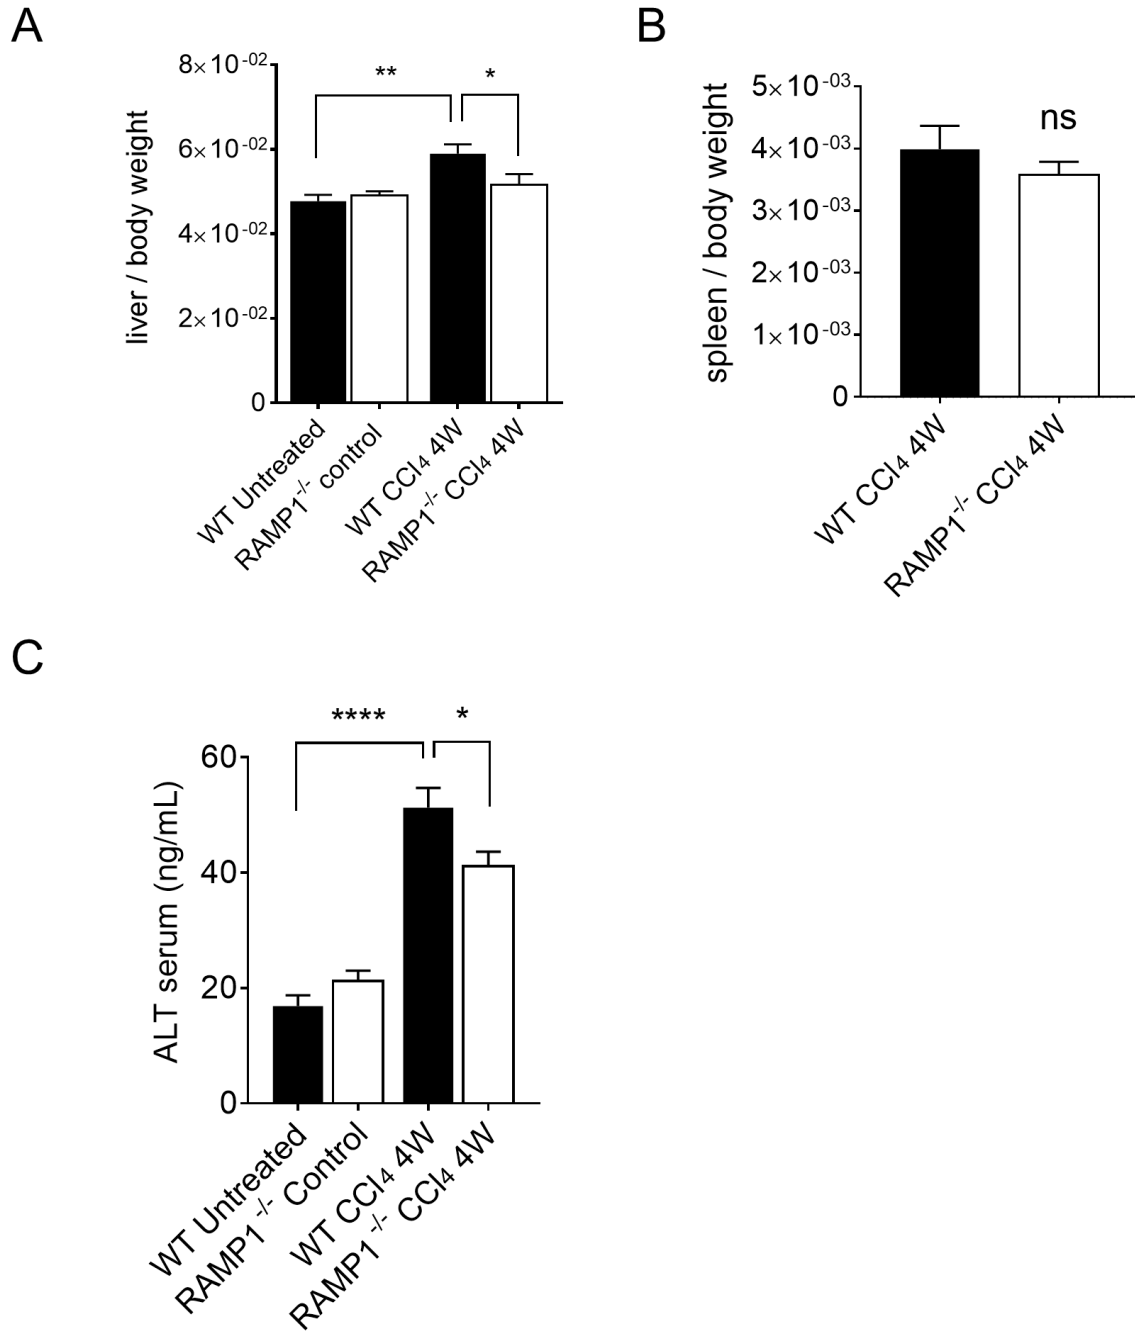 A
liver / body weight
8×10⁻⁰²
6×10⁻⁰²
4×10⁻⁰²
2×10⁻⁰²
0
**
*
WT Untreated
RAMP1⁻/⁻ control
WT CCl₄ 4W
RAMP1⁻/⁻ CCl₄ 4W
B
spleen / body weight
5×10⁻⁰³
4×10⁻⁰³
3×10⁻⁰³
2×10⁻⁰³
1×10⁻⁰³
0
ns
WT CCl₄ 4W
RAMP1⁻/⁻ CCl₄ 4W
C
ALT serum (ng/mL)
60
40
20
0
****
*
WT Untreated
RAMP1⁻/⁻ Control
WT CCl₄ 4W
RAMP1⁻/⁻ CCl₄ 4W